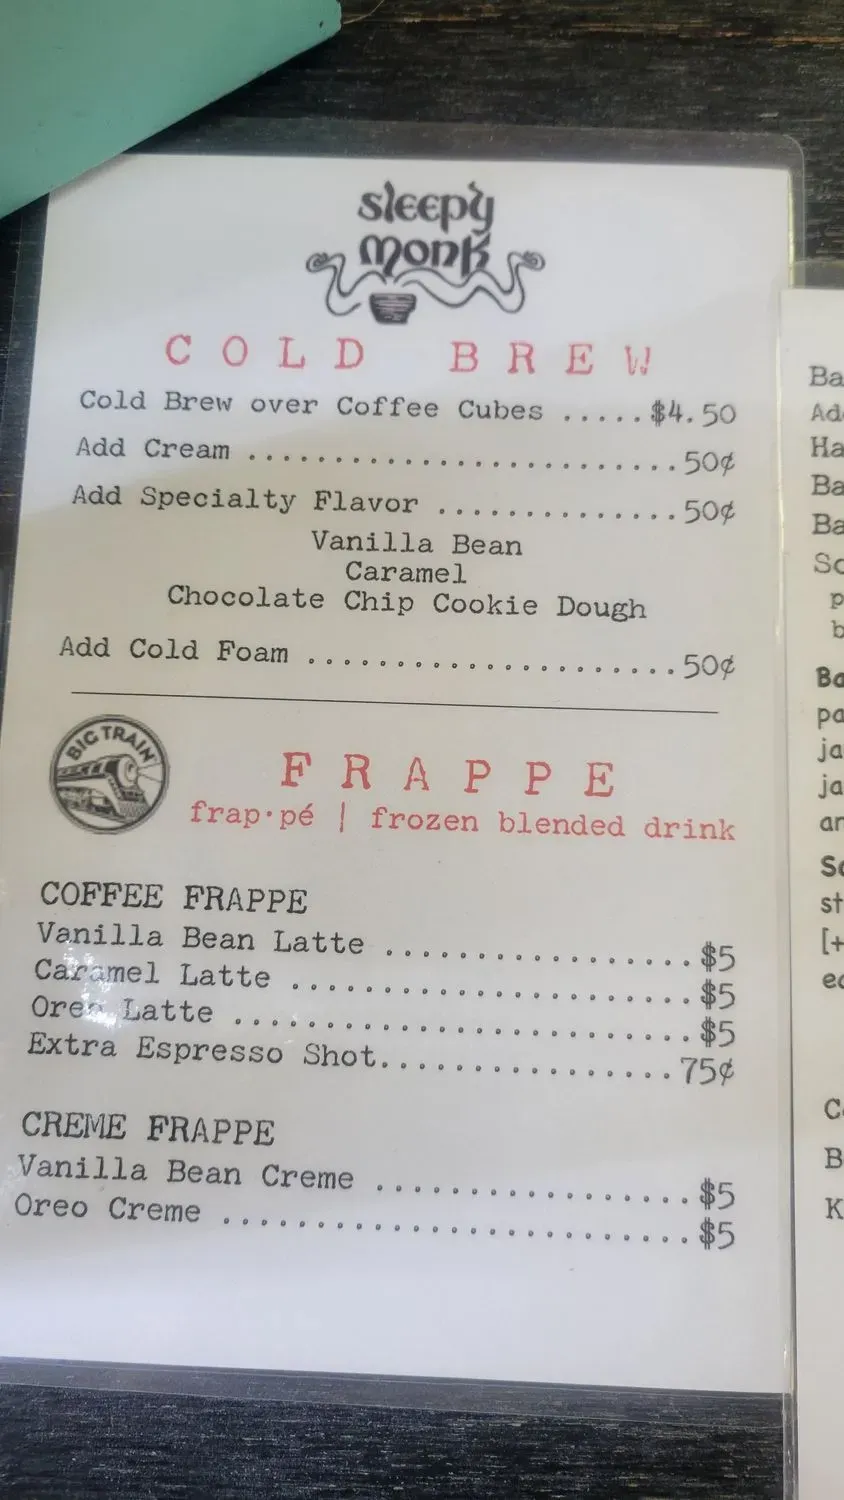 sleepy
monk
COLD BREW
Cold Brew over Coffee Cubes .....$4.50
Add Cream .........................50¢
Add Specialty Flavor ..............50¢
Vanilla Bean
Caramel
Chocolate Chip Cookie Dough
Add Cold Foam .....................50¢
BIG TRAIN
FRAPPE
frap·pé | frozen blended drink
COFFEE FRAPPE
Vanilla Bean Latte .................$5
Caramel Latte ......................$5
Oreo Latte .........................$5
Extra Espresso Shot................75¢
CREME FRAPPE
Vanilla Bean Creme .................$5
Oreo Creme .........................$5